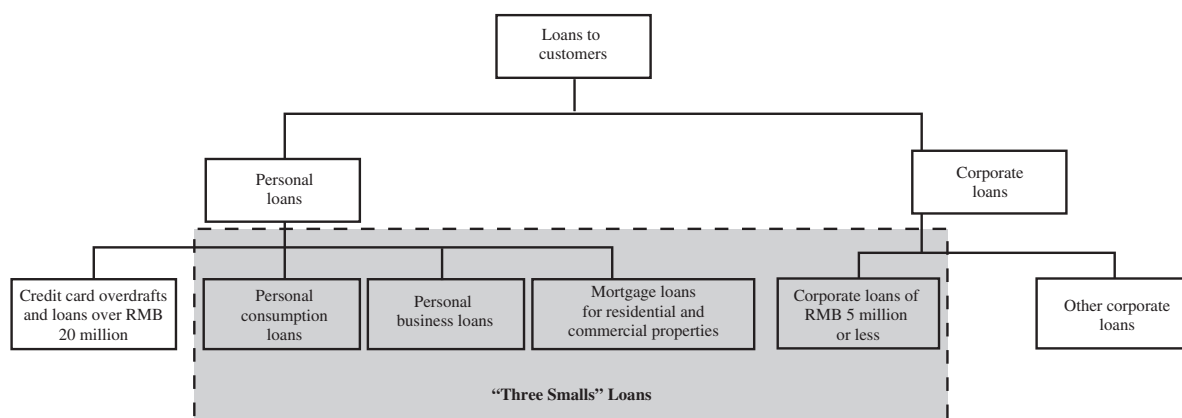 Loans to
customers
Personal
loans
Corporate
loans
Credit card overdrafts
and loans over RMB
20 million
Personal
consumption
loans
Personal
business loans
Mortgage loans
for residential and
commercial properties
Corporate loans of
RMB 5 million
or less
Other corporate
loans
“Three Smalls” Loans